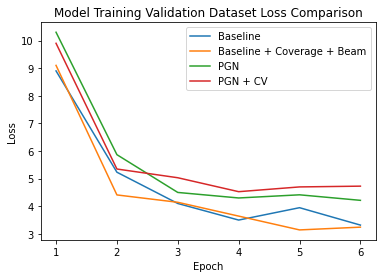 Model Training Validation Dataset Loss Comparison
Baseline
Baseline + Coverage + Beam
PGN
PGN + CV
Loss
10
9
8
7
6
5
4
3
1 2 3 4 5 6
Epoch